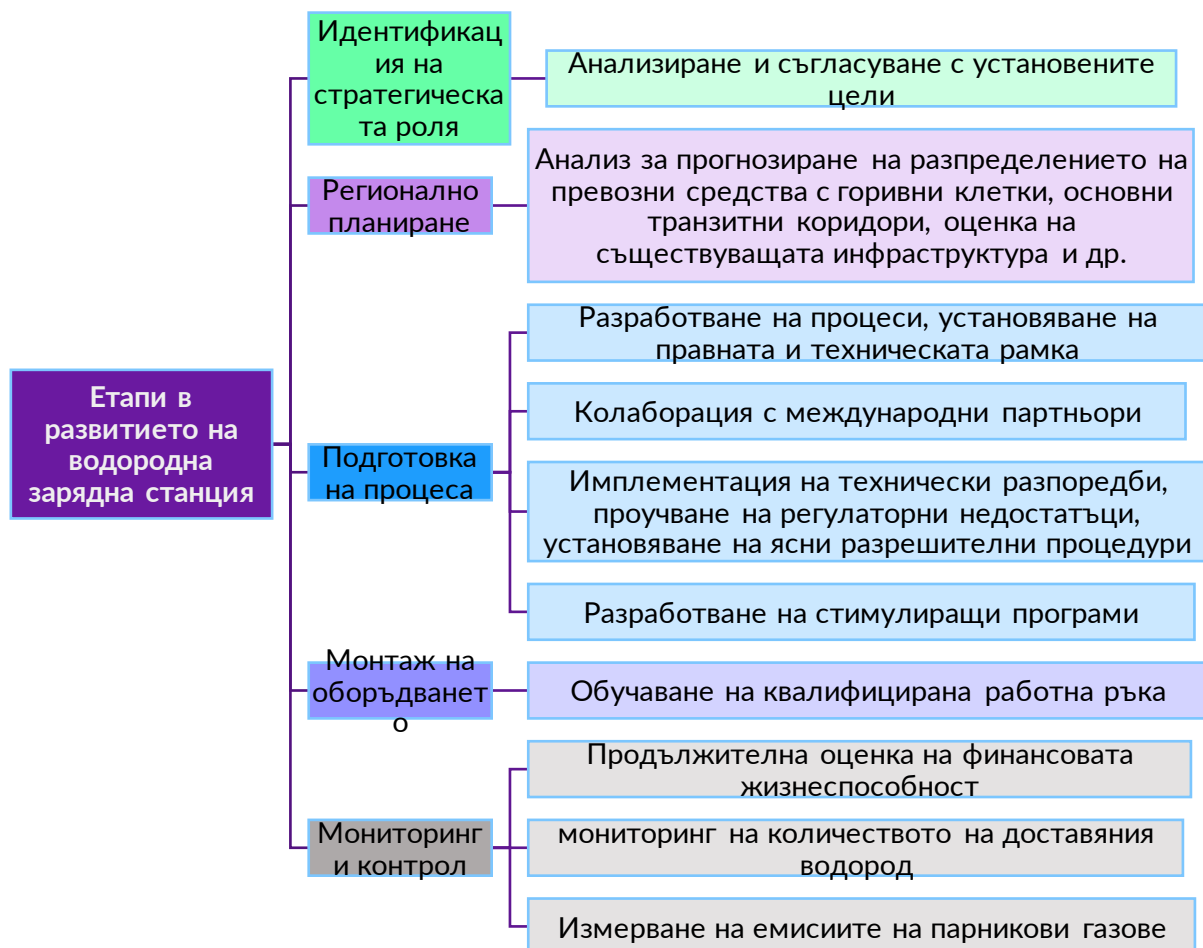 Етапи в
развитието на
водородна
зарядна станция
Идентификац
ия на
стратегическа
та роля
Анализиране и съгласуване с установените
цели
Регионално
планиране
Анализ за прогнозиране на разпределението на
превозни средства с горивни клетки, основни
транзитни коридори, оценка на
съществуващата инфраструктура и др.
Подготовка
на процеса
Разработване на процеси, установяване на
правната и техническата рамка
Колаборация с международни партньори
Имплементация на технически разпоредби,
проучване на регулаторни недостатъци,
установяване на ясни разрешителни процедури
Разработване на стимулиращи програми
Монтаж на
оборъдванет
о
Обучаване на квалифицирана работна ръка
Мониторинг
и контрол
Продължителна оценка на финансовата
жизнеспособност
мониторинг на количеството на доставяния
водород
Измерване на емисиите на парникови газове